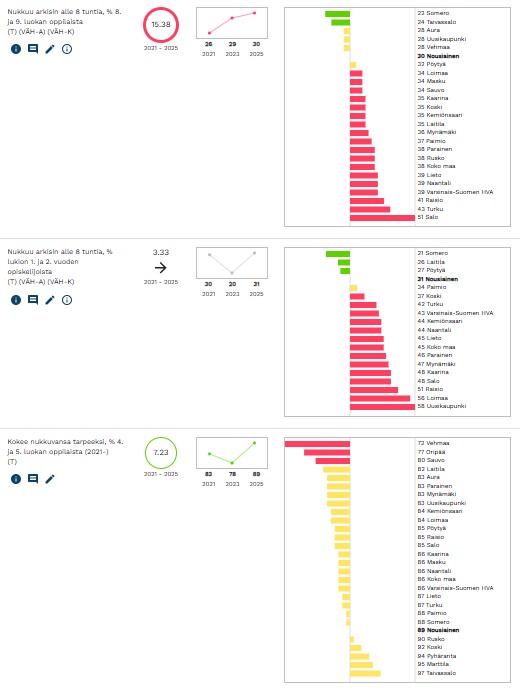 Nukkuu arkisin alle 8 tuntia, % 8.
ja 9. luokan oppilaista
(T) (VÄH-A) (VÄH-K)
15.38
2021 - 2025
26 29 30
2021 2023 2025
23 Somero
24 Taivassalo
28 Aura
28 Uusikaupunki
28 Vehmaa
30 Nousiainen
32 Pöytyä
34 Loimaa
34 Masku
34 Sauvo
35 Kaarina
35 Koski
35 Kemiönsaari
35 Laitila
36 Mynämäki
37 Paimio
38 Parainen
38 Rusko
38 Koko maa
39 Lieto
39 Naantali
39 Varsinais-Suomen HVA
41 Raisio
43 Turku
51 Salo
Nukkuu arkisin alle 8 tuntia, %
lukion 1. ja 2. vuoden
opiskelijoista
(T) (VÄH-A) (VÄH-K)
3.33
2021 - 2025
30 20 31
2021 2023 2025
21 Somero
26 Laitila
27 Pöytyä
31 Nousiainen
34 Paimio
37 Koski
42 Turku
43 Varsinais-Suomen HVA
44 Kemiönsaari
44 Naantali
45 Lieto
45 Koko maa
46 Parainen
47 Mynämäki
48 Kaarina
48 Salo
51 Raisio
56 Loimaa
58 Uusikaupunki
Kokee nukkuvansa tarpeeksi, % 4.
ja 5. luokan oppilaista (2021-)
(T)
7.23
2021 - 2025
83 78 89
2021 2023 2025
72 Vehmaa
77 Oripää
80 Sauvo
82 Laitila
83 Aura
83 Parainen
83 Mynämäki
83 Uusikaupunki
84 Kemiönsaari
84 Loimaa
85 Pöytyä
85 Raisio
85 Salo
86 Kaarina
86 Masku
86 Naantali
86 Koko maa
86 Varsinais-Suomen HVA
87 Lieto
87 Turku
88 Paimio
88 Somero
89 Nousiainen
90 Rusko
92 Koski
94 Pyhäranta
95 Marttila
97 Taivassalo